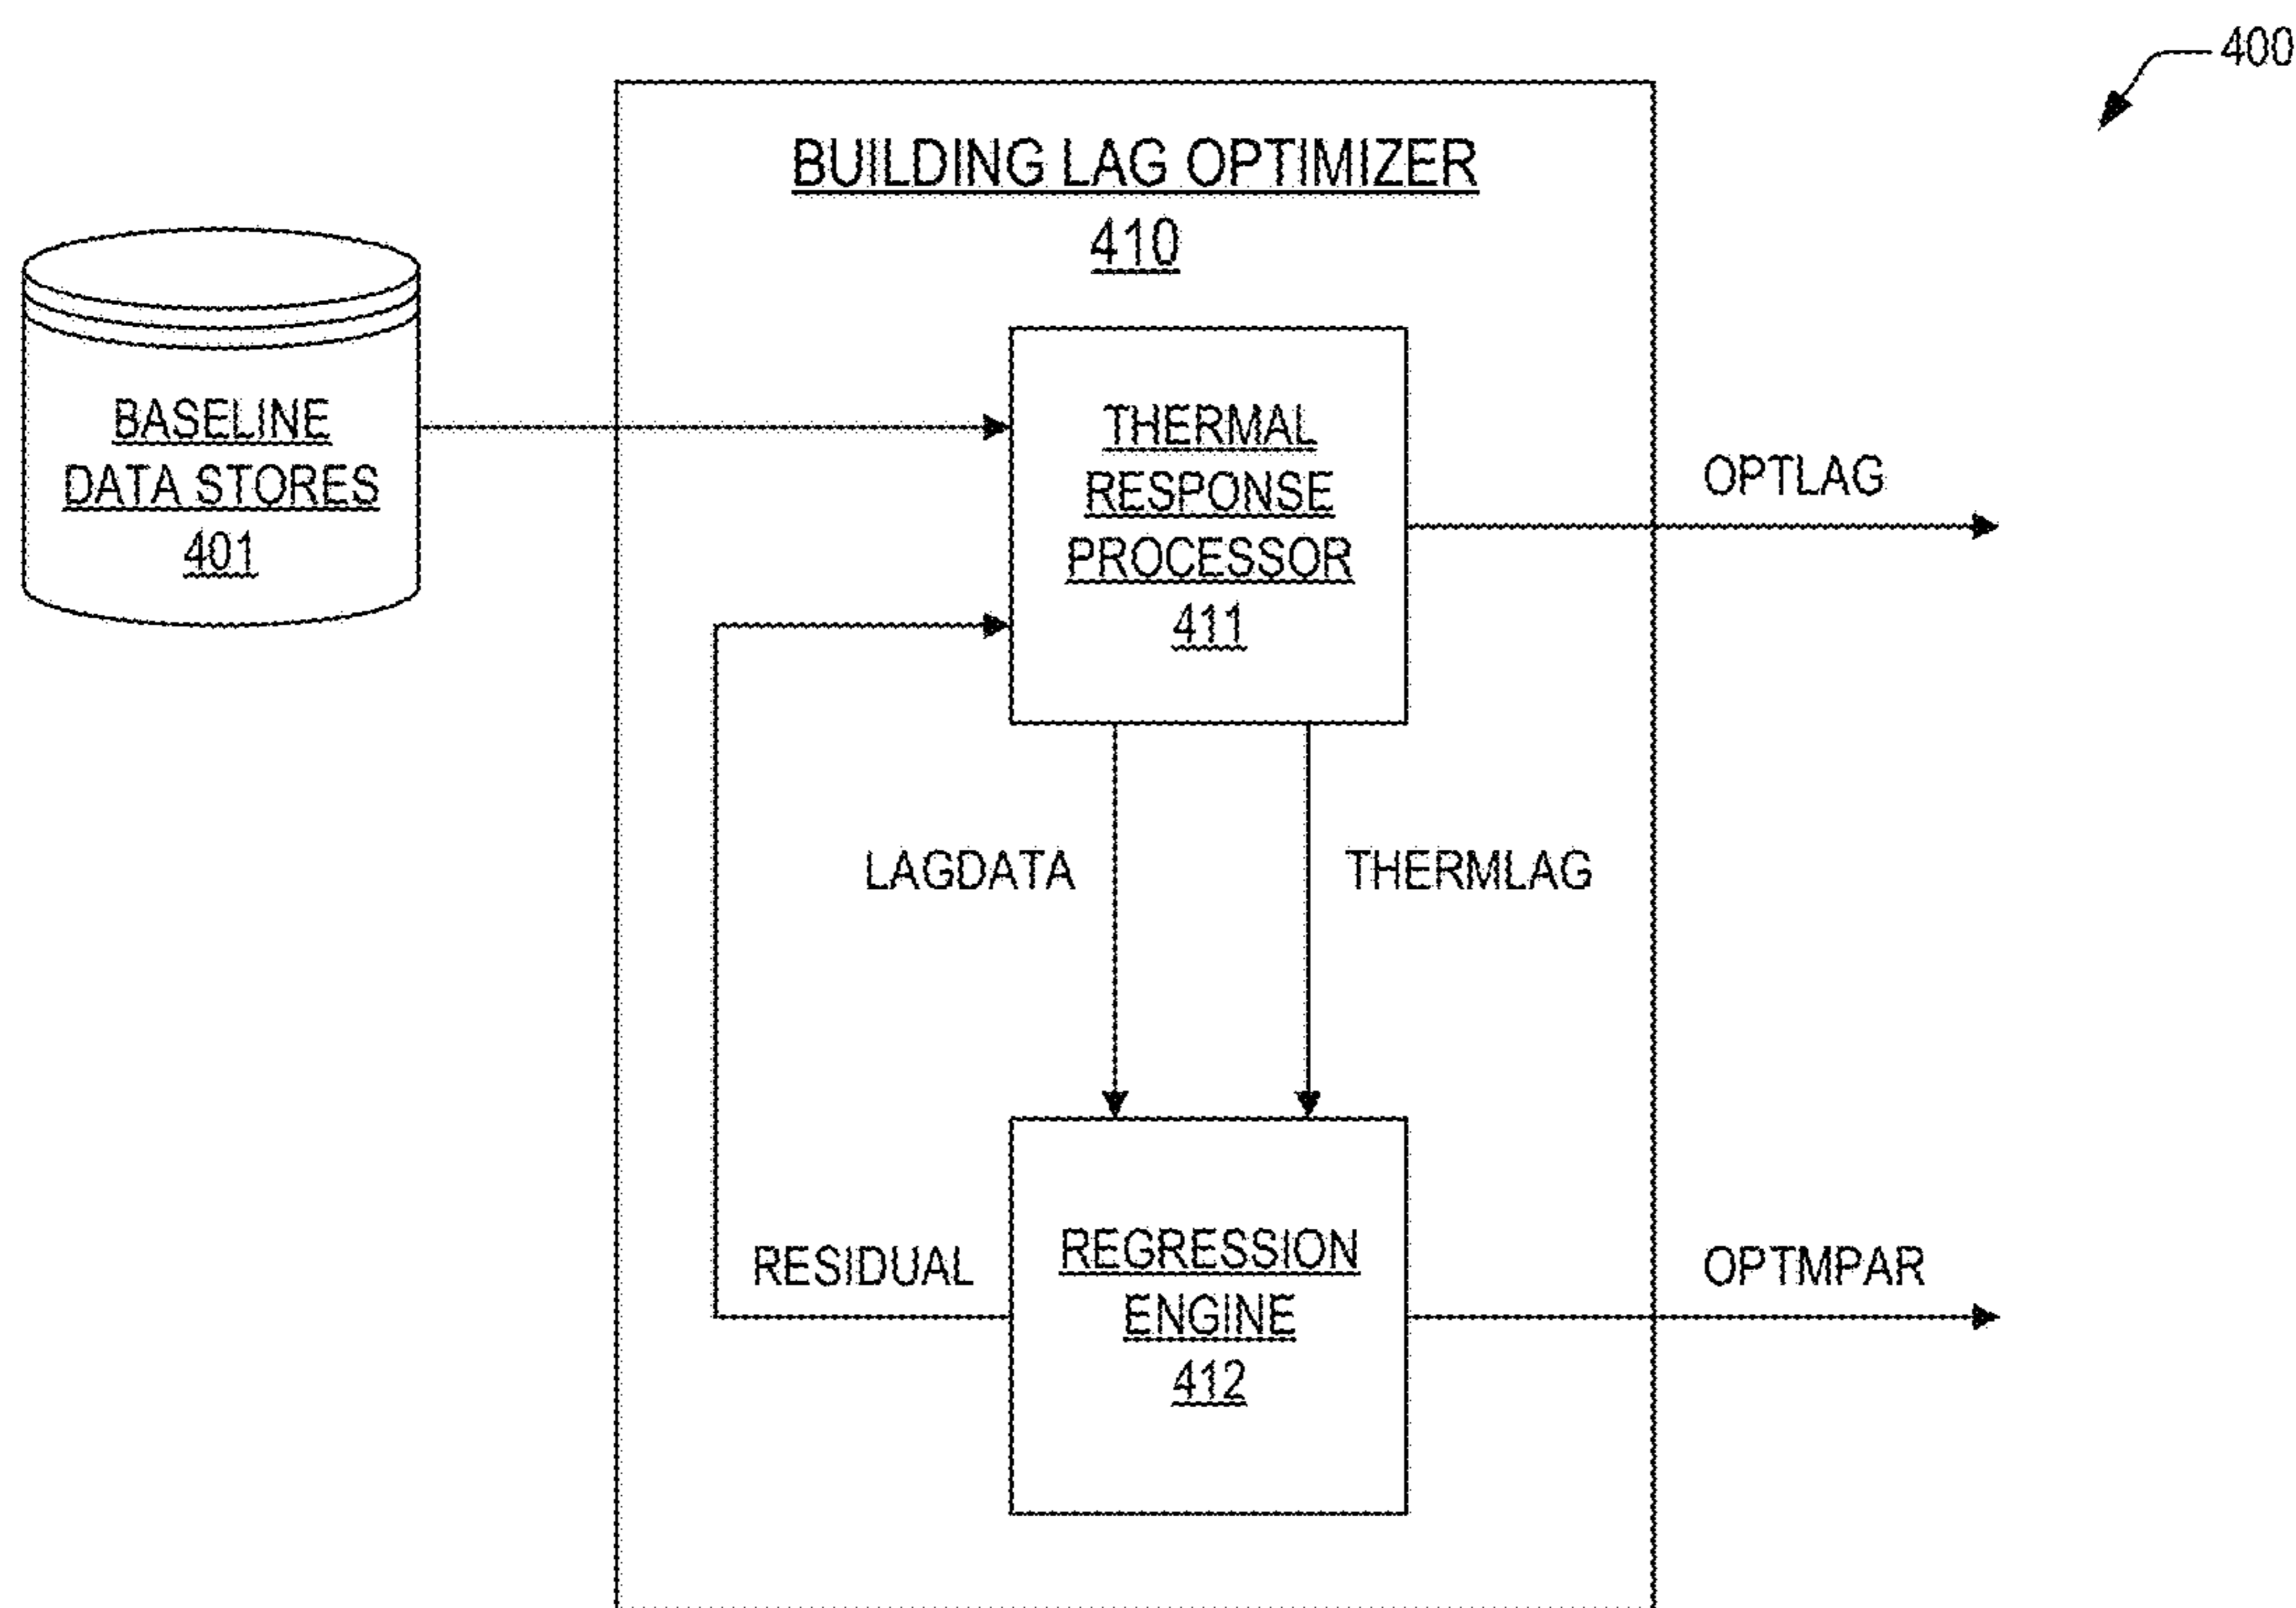 400
BUILDING LAG OPTIMIZER
410
BASELINE
DATA STORES
401
THERMAL
RESPONSE
PROCESSOR
411
OPTLAG
LAGDATA
THERMLAG
RESIDUAL
REGRESSION
ENGINE
412
OPTMPAR